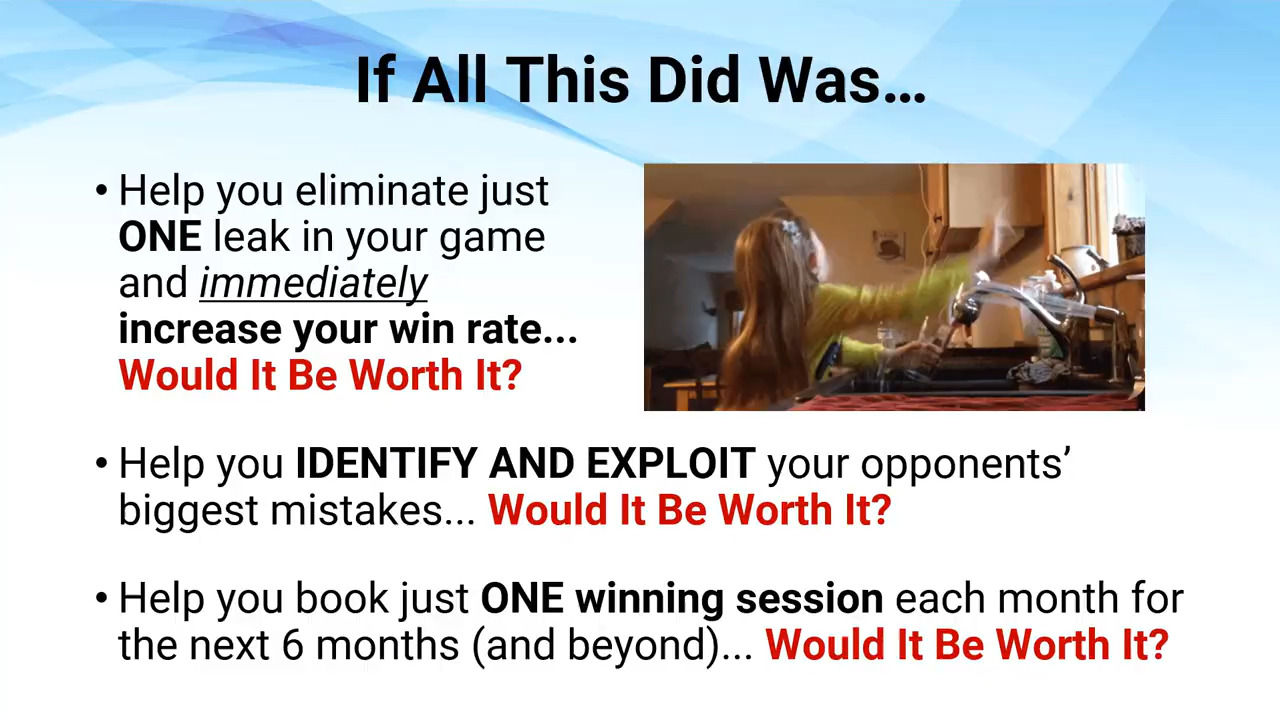 If All This Did Was…
• Help you eliminate just
ONE leak in your game
and immediately
increase your win rate...
Would It Be Worth It?
• Help you IDENTIFY AND EXPLOIT your opponents’
biggest mistakes... Would It Be Worth It?
• Help you book just ONE winning session each month for
the next 6 months (and beyond)... Would It Be Worth It?